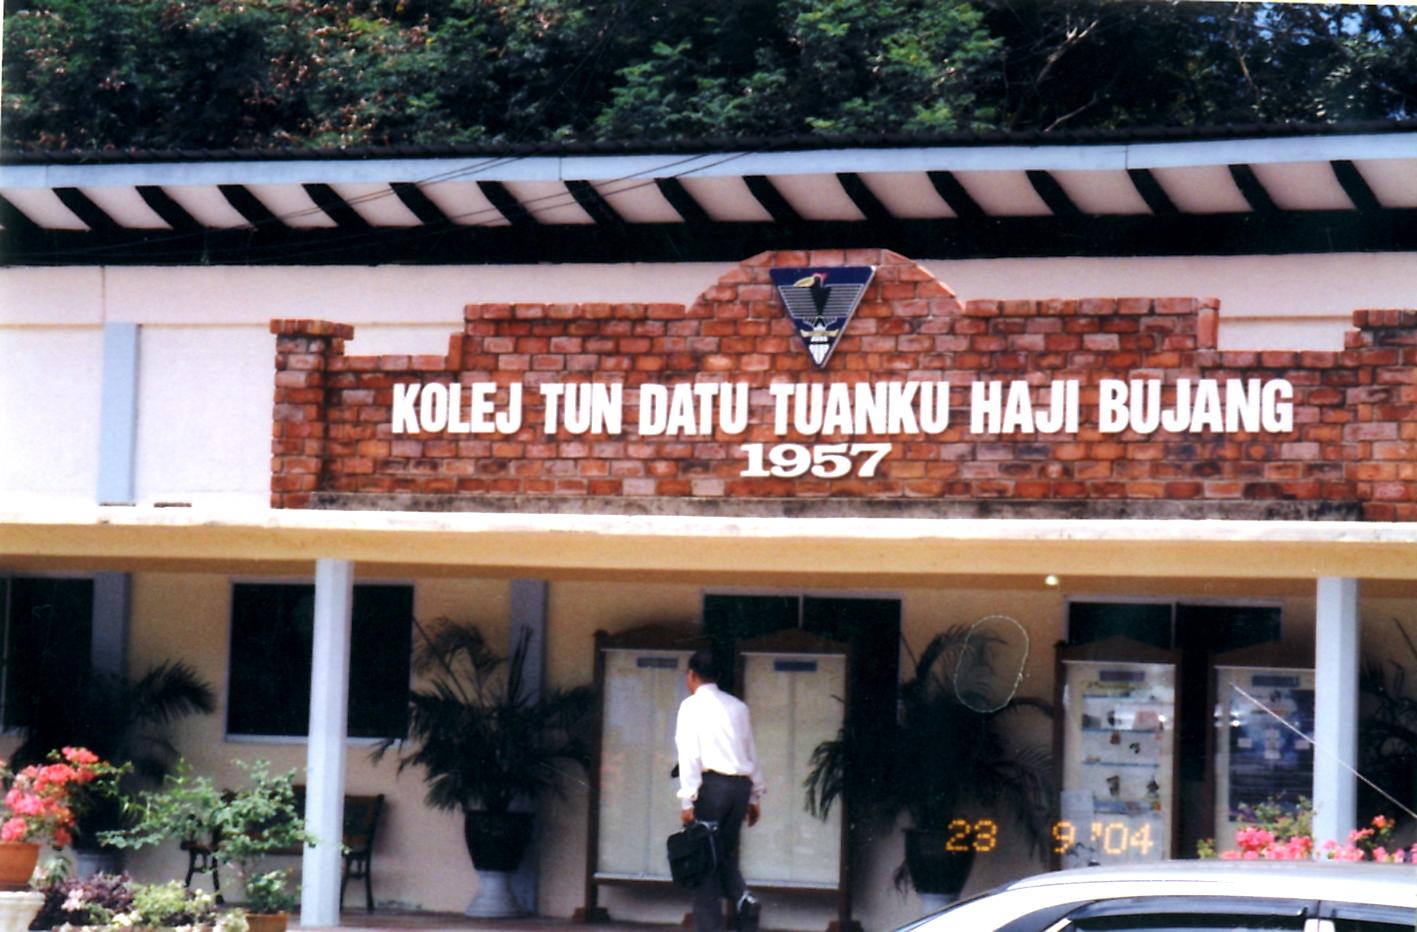 KOLEJ TUN DATU TUANKU HAJI BUJANG
1957
23 9 '04